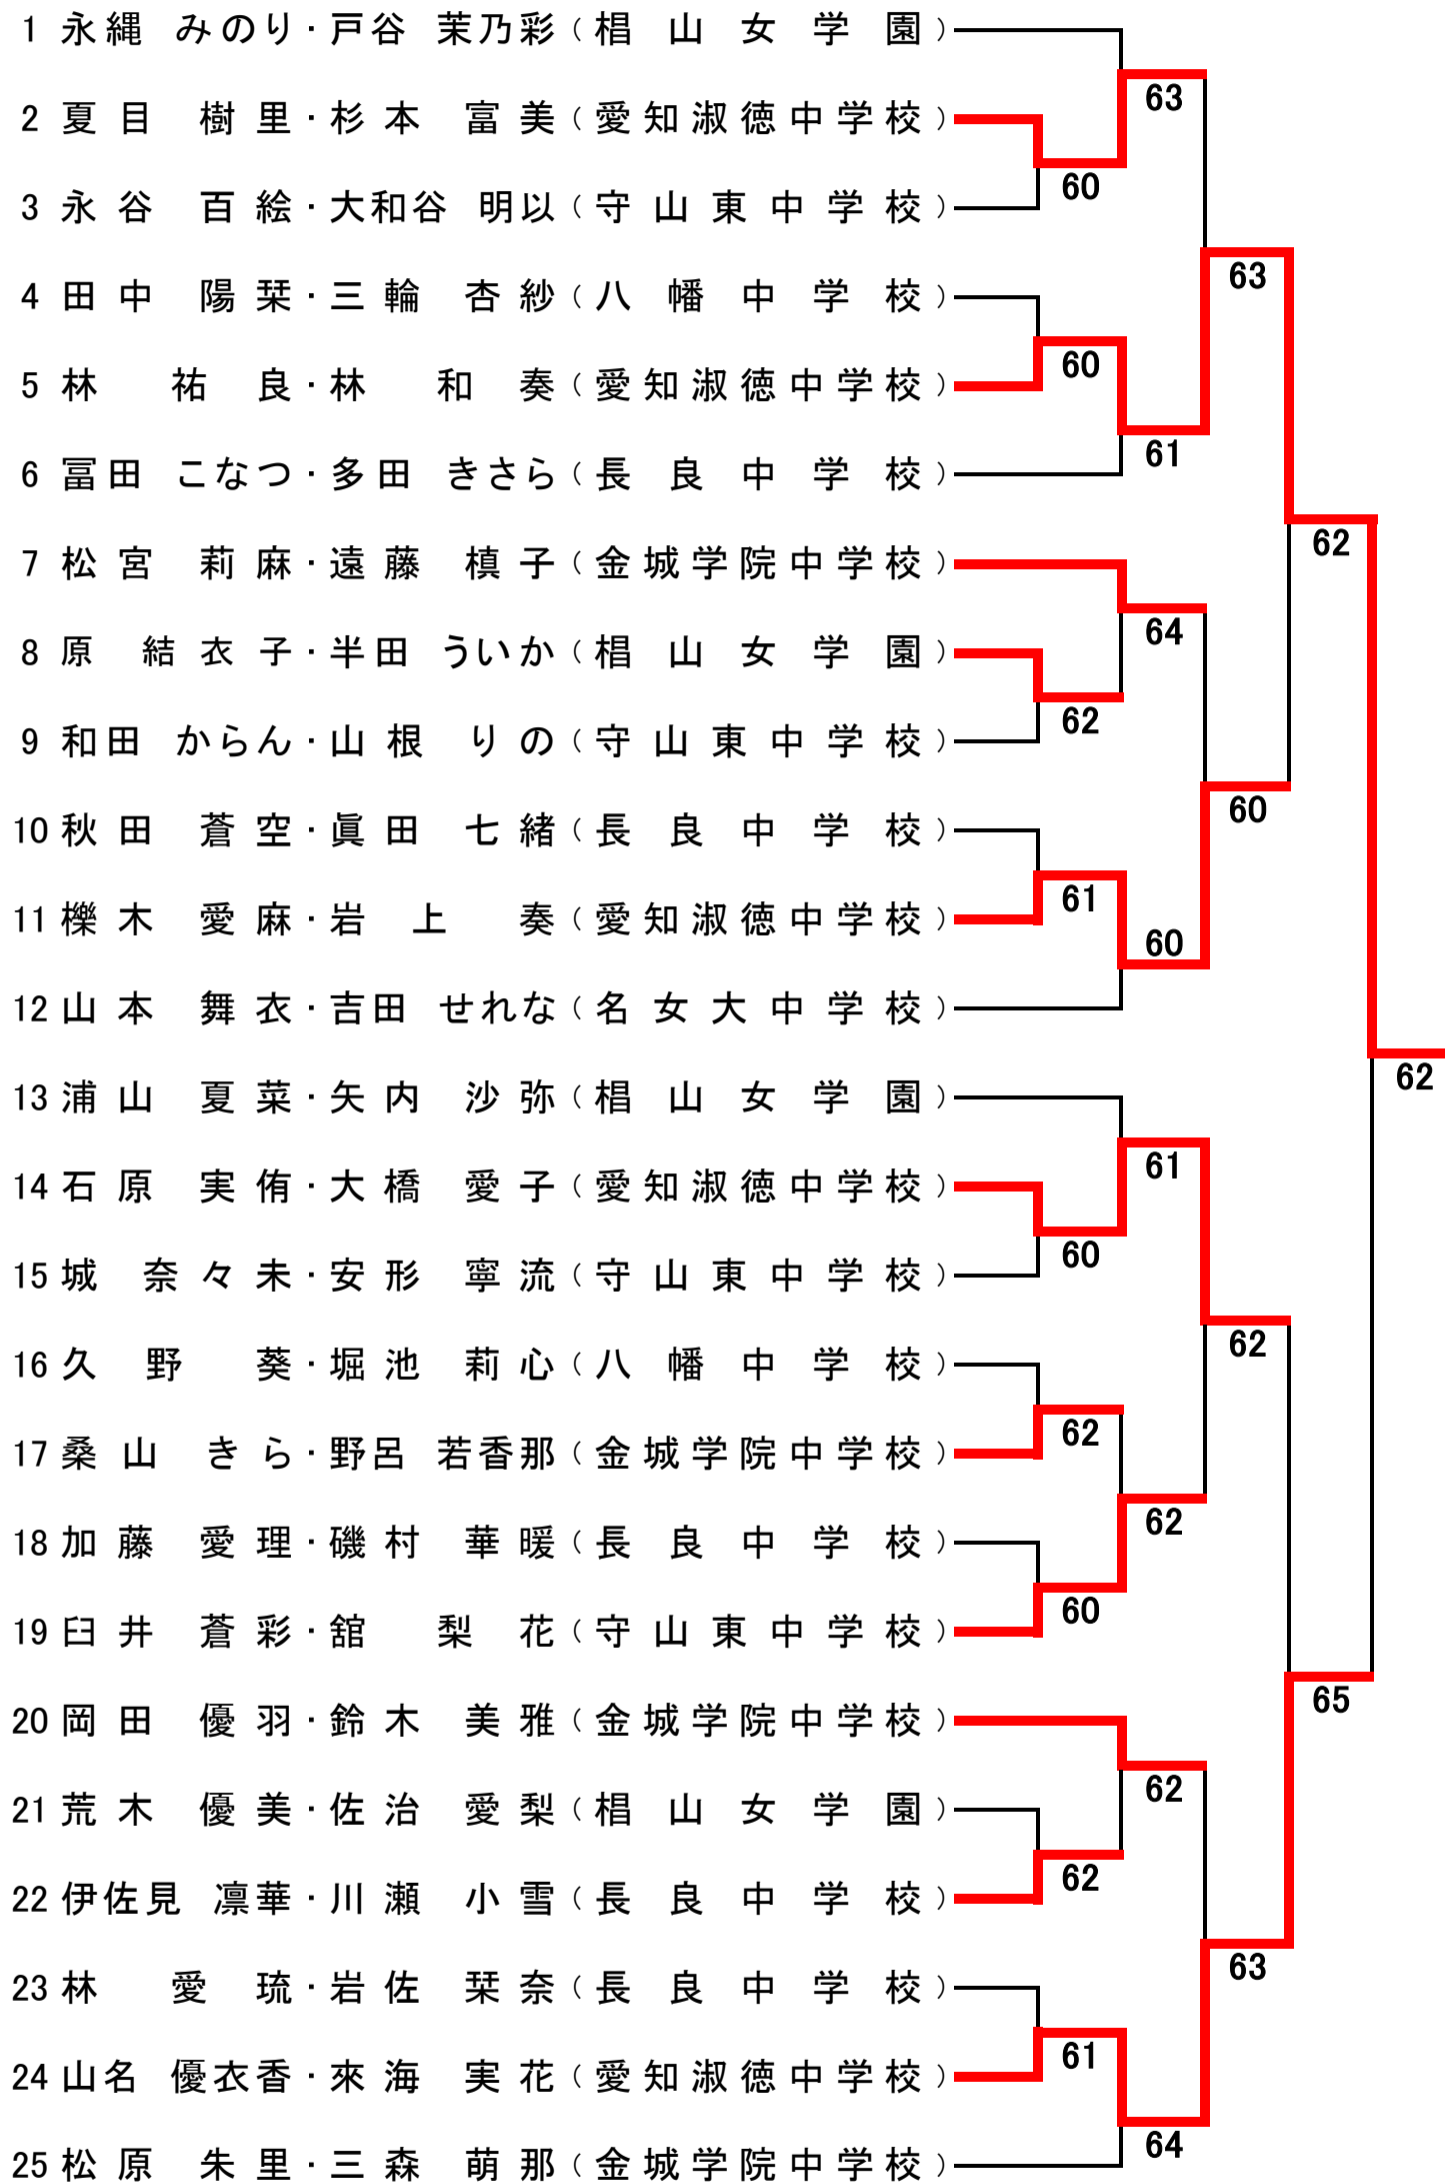 1 永縄 みのり・戸谷 茉乃彩（椙山女学園）
63
2 夏目 樹里・杉本 富美（愛知淑徳中学校）
60
3 永谷 百絵・大和谷 明以（守山東中学校）
63
4 田中 陽菜・三輪 杏紗（八幡中学校）
60
5 林 祐良・林 和奏（愛知淑徳中学校）
61
6 冨田 こなつ・多田 きさら（長良中学校）
62
7 松宮 莉麻・遠藤 槙子（金城学院中学校）
64
8 原 結衣子・半田 ういか（椙山女学園）
62
9 和田 からん・山根 りの（守山東中学校）
60
10 秋田 蒼空・眞田 七緒（長良中学校）
61
11 櫟木 愛麻・岩上 奏（愛知淑徳中学校）
60
12 山本 舞衣・吉田 せれな（名女大中学校）
62
13 浦山 夏菜・矢内 沙弥（椙山女学園）
61
14 石原 実侑・大橋 愛子（愛知淑徳中学校）
60
15 城 奈々未・安形 寧流（守山東中学校）
62
16 久野 葵・堀池 莉心（八幡中学校）
62
17 桑山 きら・野呂 若香那（金城学院中学校）
62
18 加藤 愛理・磯村 華暖（長良中学校）
60
19 臼井 蒼彩・舘 梨花（守山東中学校）
65
20 岡田 優羽・鈴木 美雅（金城学院中学校）
62
21 荒木 優美・佐治 愛梨（椙山女学園）
62
22 伊佐見 凛華・川瀬 小雪（長良中学校）
63
23 林 愛琉・岩佐 栞奈（長良中学校）
61
24 山名 優衣香・來海 実花（愛知淑徳中学校）
64
25 松原 朱里・三森 萌那（金城学院中学校）